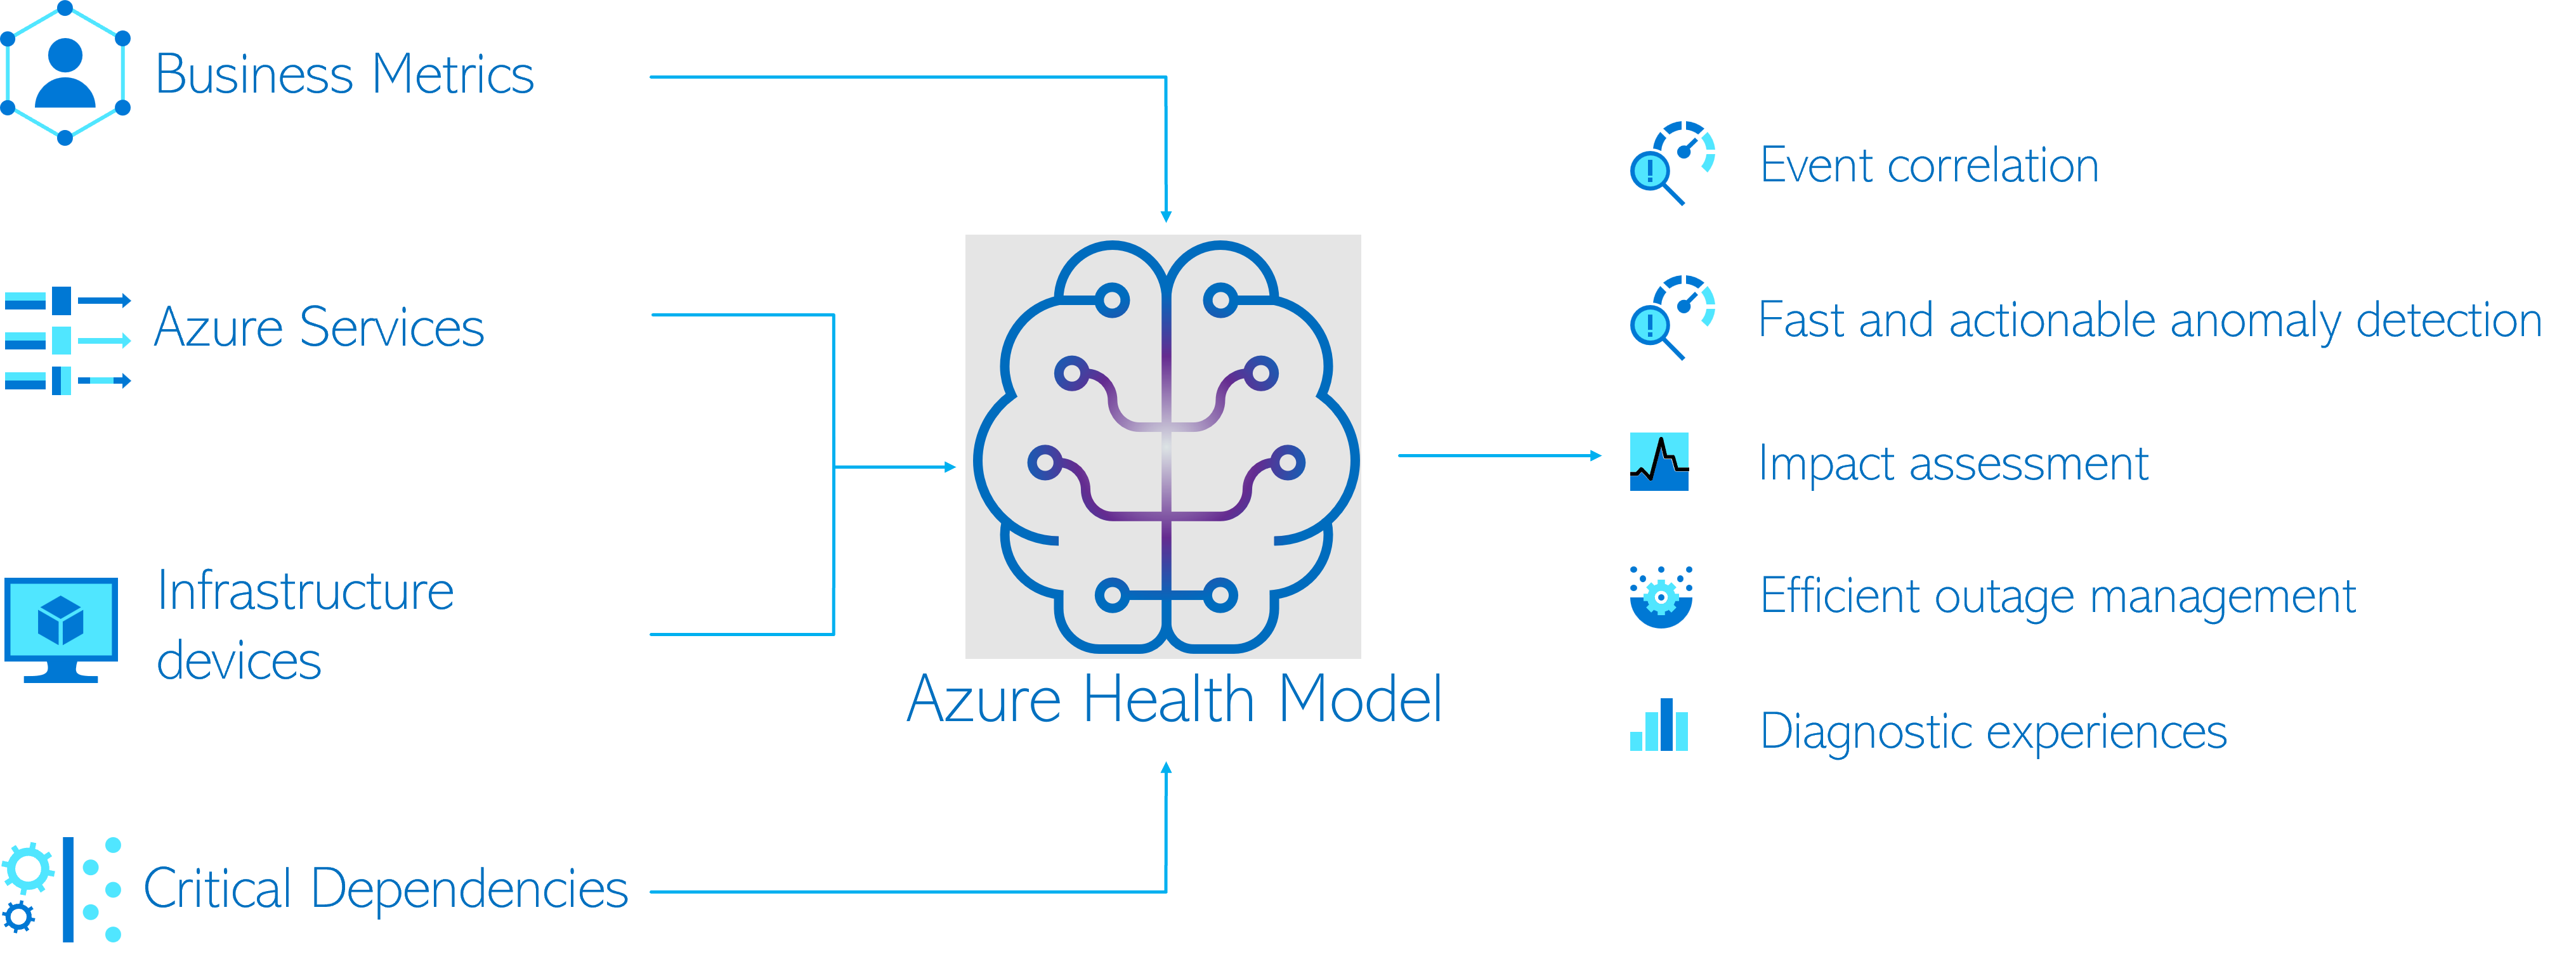 Business Metrics
Azure Services
Infrastructure
devices
Critical Dependencies
Azure Health Model
Event correlation
Fast and actionable anomaly detection
Impact assessment
Efficient outage management
Diagnostic experiences